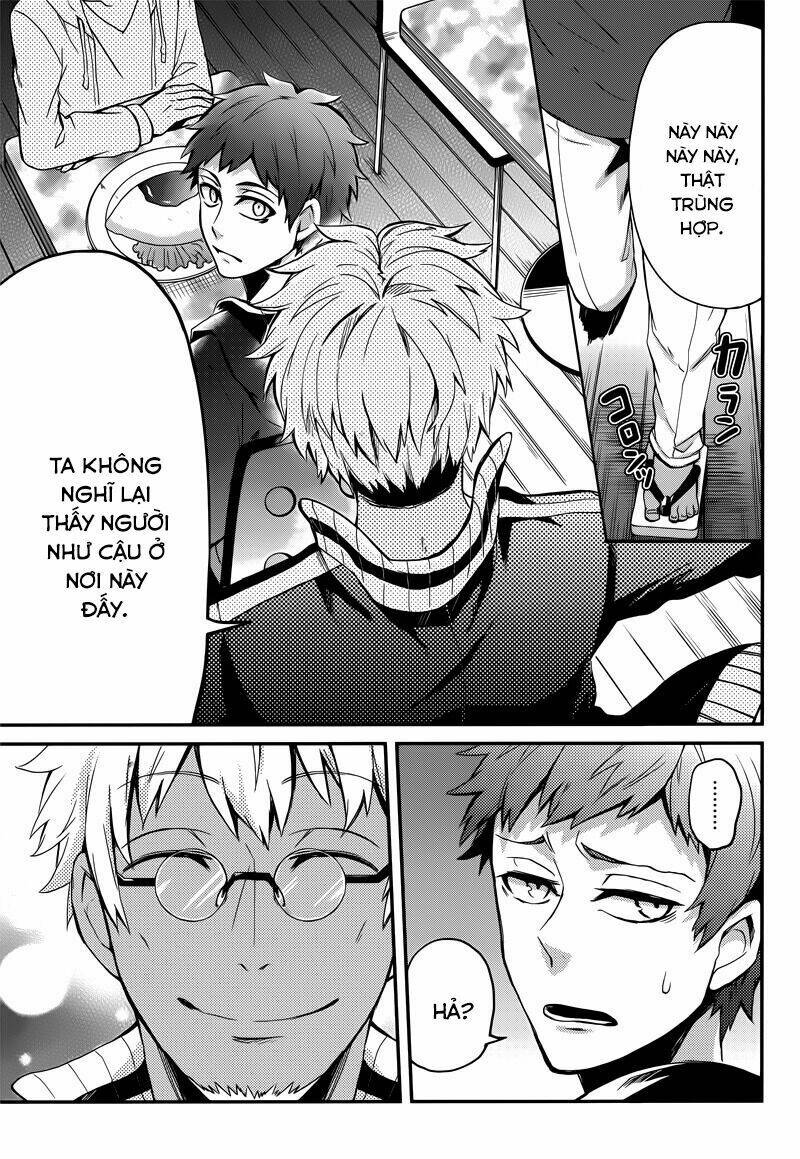 NÀY NÀY
NÀY NÀY,
THẬT
TRÙNG
HỢP.
カラン
コロンッ
TA KHÔNG
NGHĨ LẠI
THẤY NGƯỜI
NHƯ CẬU Ở
NƠI NÀY
ĐẤY.
.......
HẢ?